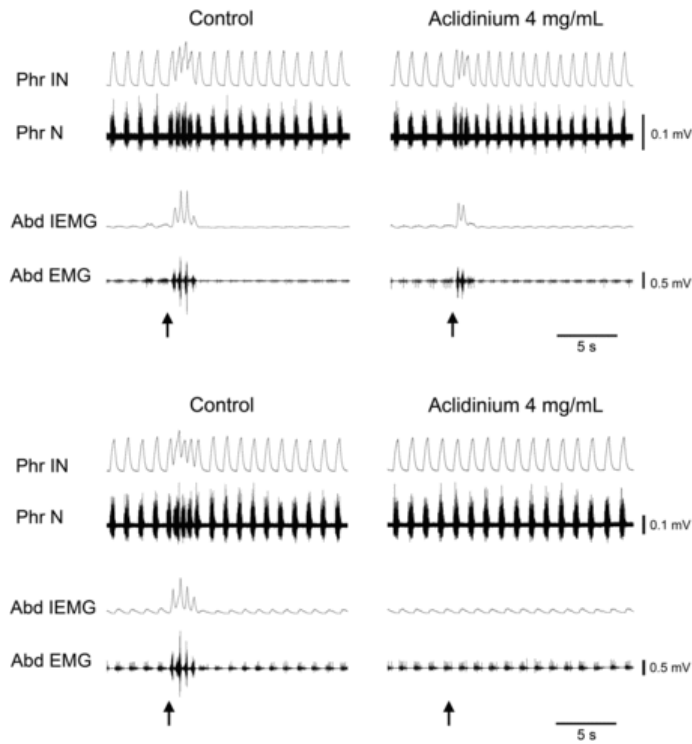 Control Aclidinium 4 mg/mL
Phr IN
Phr N
0.1 mV
Abd IEMG
Abd EMG
0.5 mV
5 s
Control Aclidinium 4 mg/mL
Phr IN
Phr N
0.1 mV
Abd IEMG
Abd EMG
0.5 mV
5 s